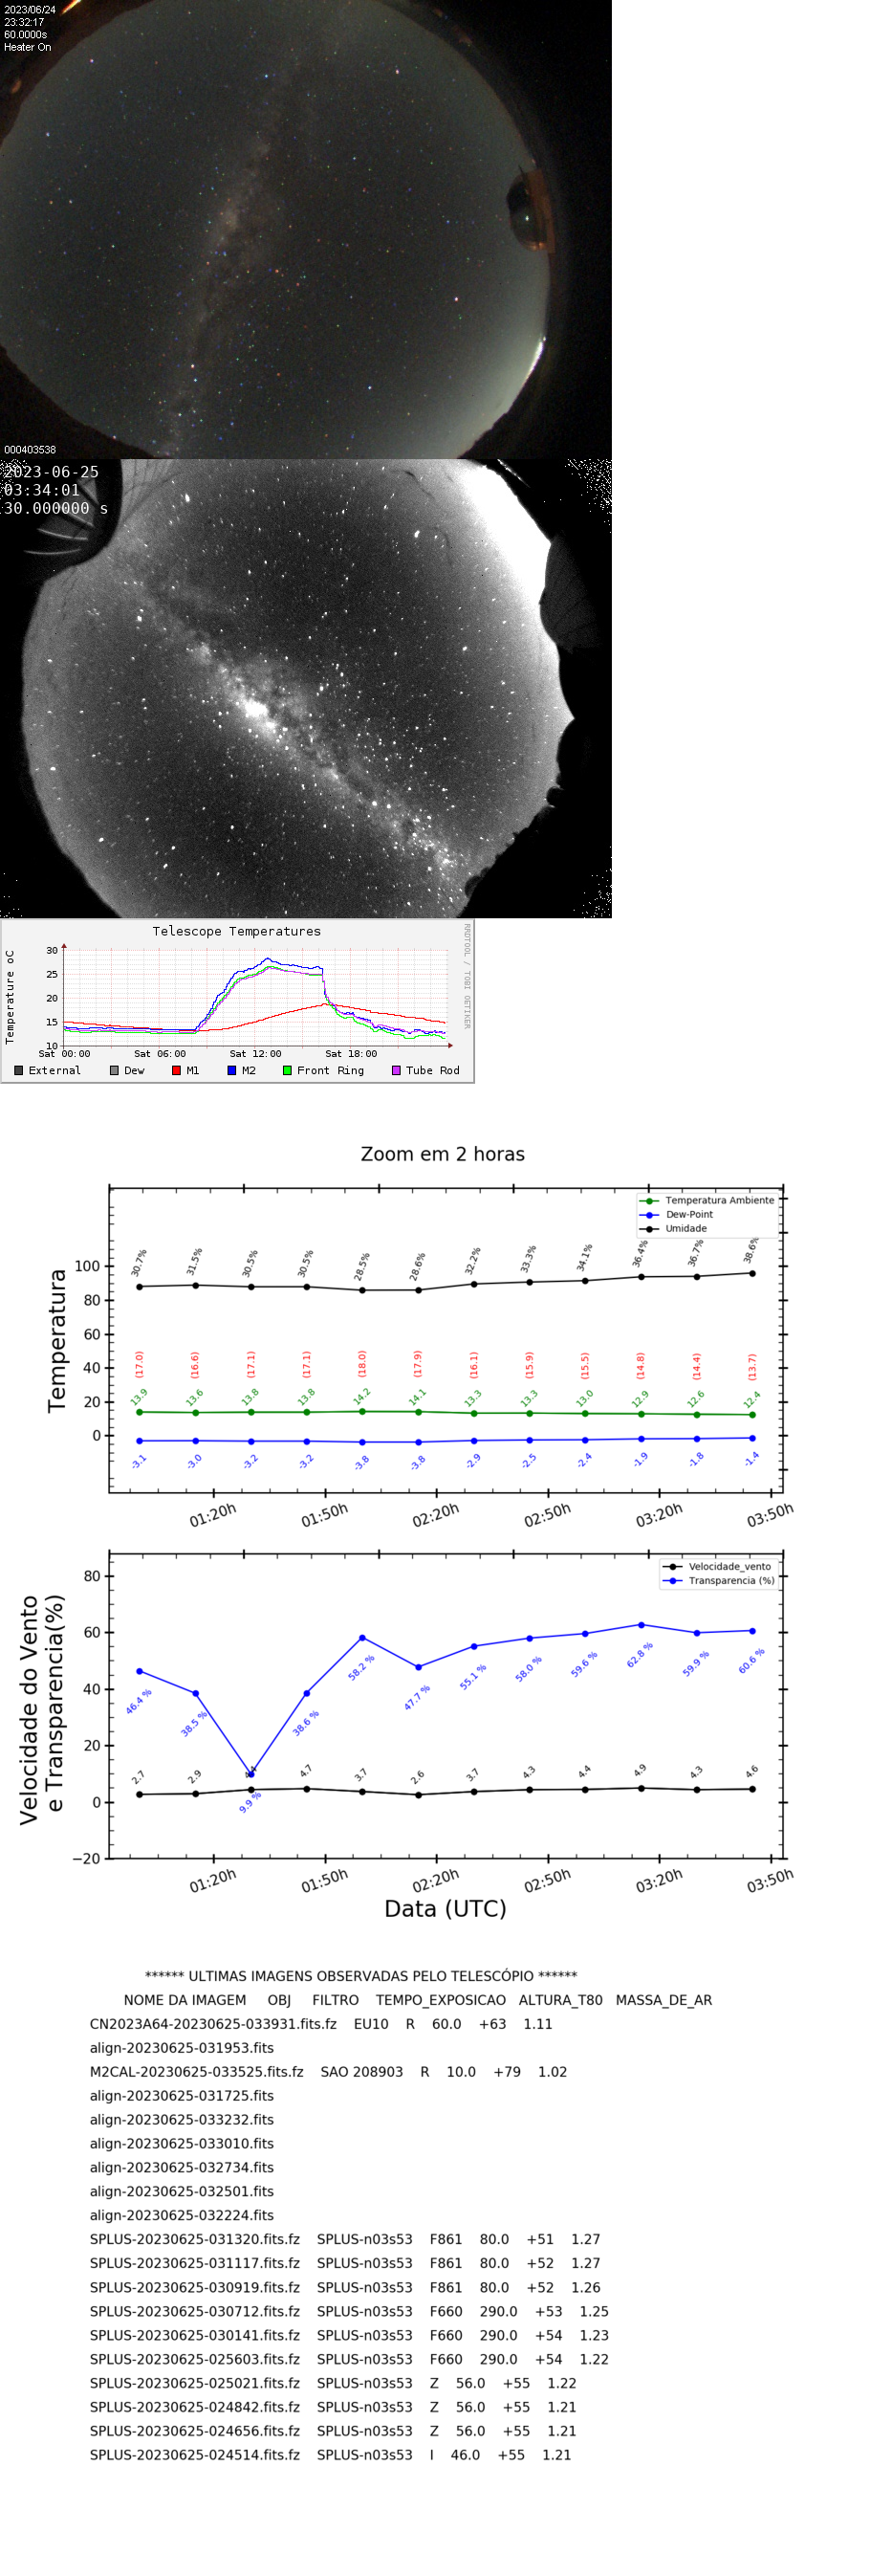 2023/06/24
23:32:17
60.0000s
Heater On
000403538
2023-06-25
03:34:01
30.000000 s
Telescope Temperatures
RRDTOOL / TOBI OETIKER
Temperature oC
30
25
20
15
10
Sat 00:00 Sat 06:00 Sat 12:00 Sat 18:00
External Dew M1 M2 Front Ring Tube Rod
Zoom em 2 horas
Temperatura Ambiente
Dew-Point
Umidade
Temperatura
100
80
60
40
20
0
30.7% 31.5% 30.5% 30.5% 28.5% 28.6% 32.2% 33.3% 34.1% 36.4% 36.7% 38.6%
(17.0) (16.6) (17.1) (17.1) (18.0) (17.9) (16.1) (15.9) (15.5) (14.8) (14.4) (13.7)
13.9 13.6 13.8 13.8 14.2 14.1 13.3 13.3 13.0 12.9 12.6 12.4
-3.1 -3.0 -3.2 -3.2 -3.8 -3.8 -2.9 -2.5 -2.4 -1.9 -1.8 -1.4
01:20h 01:50h 02:20h 02:50h 03:20h 03:50h
Velocidade_vento
Transparencia (%)
Velocidade do Vento
e Transparencia(%)
80
60
40
20
0
−20
46.4 % 38.5 % 9.9 % 38.6 % 58.2 % 47.7 % 55.1 % 58.0 % 59.6 % 62.8 % 59.9 % 60.6 %
2.7 2.9 4.4 4.7 3.7 2.6 3.7 4.3 4.4 4.9 4.3 4.6
01:20h 01:50h 02:20h 02:50h 03:20h 03:50h
Data (UTC)
****** ULTIMAS IMAGENS OBSERVADAS PELO TELESCÓPIO ******
NOME DA IMAGEM OBJ FILTRO TEMPO_EXPOSICAO ALTURA_T80 MASSA_DE_AR
CN2023A64-20230625-033931.fits.fz EU10 R 60.0 +63 1.11
align-20230625-031953.fits
M2CAL-20230625-033525.fits.fz SAO 208903 R 10.0 +79 1.02
align-20230625-031725.fits
align-20230625-033232.fits
align-20230625-033010.fits
align-20230625-032734.fits
align-20230625-032501.fits
align-20230625-032224.fits
SPLUS-20230625-031320.fits.fz SPLUS-n03s53 F861 80.0 +51 1.27
SPLUS-20230625-031117.fits.fz SPLUS-n03s53 F861 80.0 +52 1.27
SPLUS-20230625-030919.fits.fz SPLUS-n03s53 F861 80.0 +52 1.26
SPLUS-20230625-030712.fits.fz SPLUS-n03s53 F660 290.0 +53 1.25
SPLUS-20230625-030141.fits.fz SPLUS-n03s53 F660 290.0 +54 1.23
SPLUS-20230625-025603.fits.fz SPLUS-n03s53 F660 290.0 +54 1.22
SPLUS-20230625-025021.fits.fz SPLUS-n03s53 Z 56.0 +55 1.22
SPLUS-20230625-024842.fits.fz SPLUS-n03s53 Z 56.0 +55 1.21
SPLUS-20230625-024656.fits.fz SPLUS-n03s53 Z 56.0 +55 1.21
SPLUS-20230625-024514.fits.fz SPLUS-n03s53 I 46.0 +55 1.21